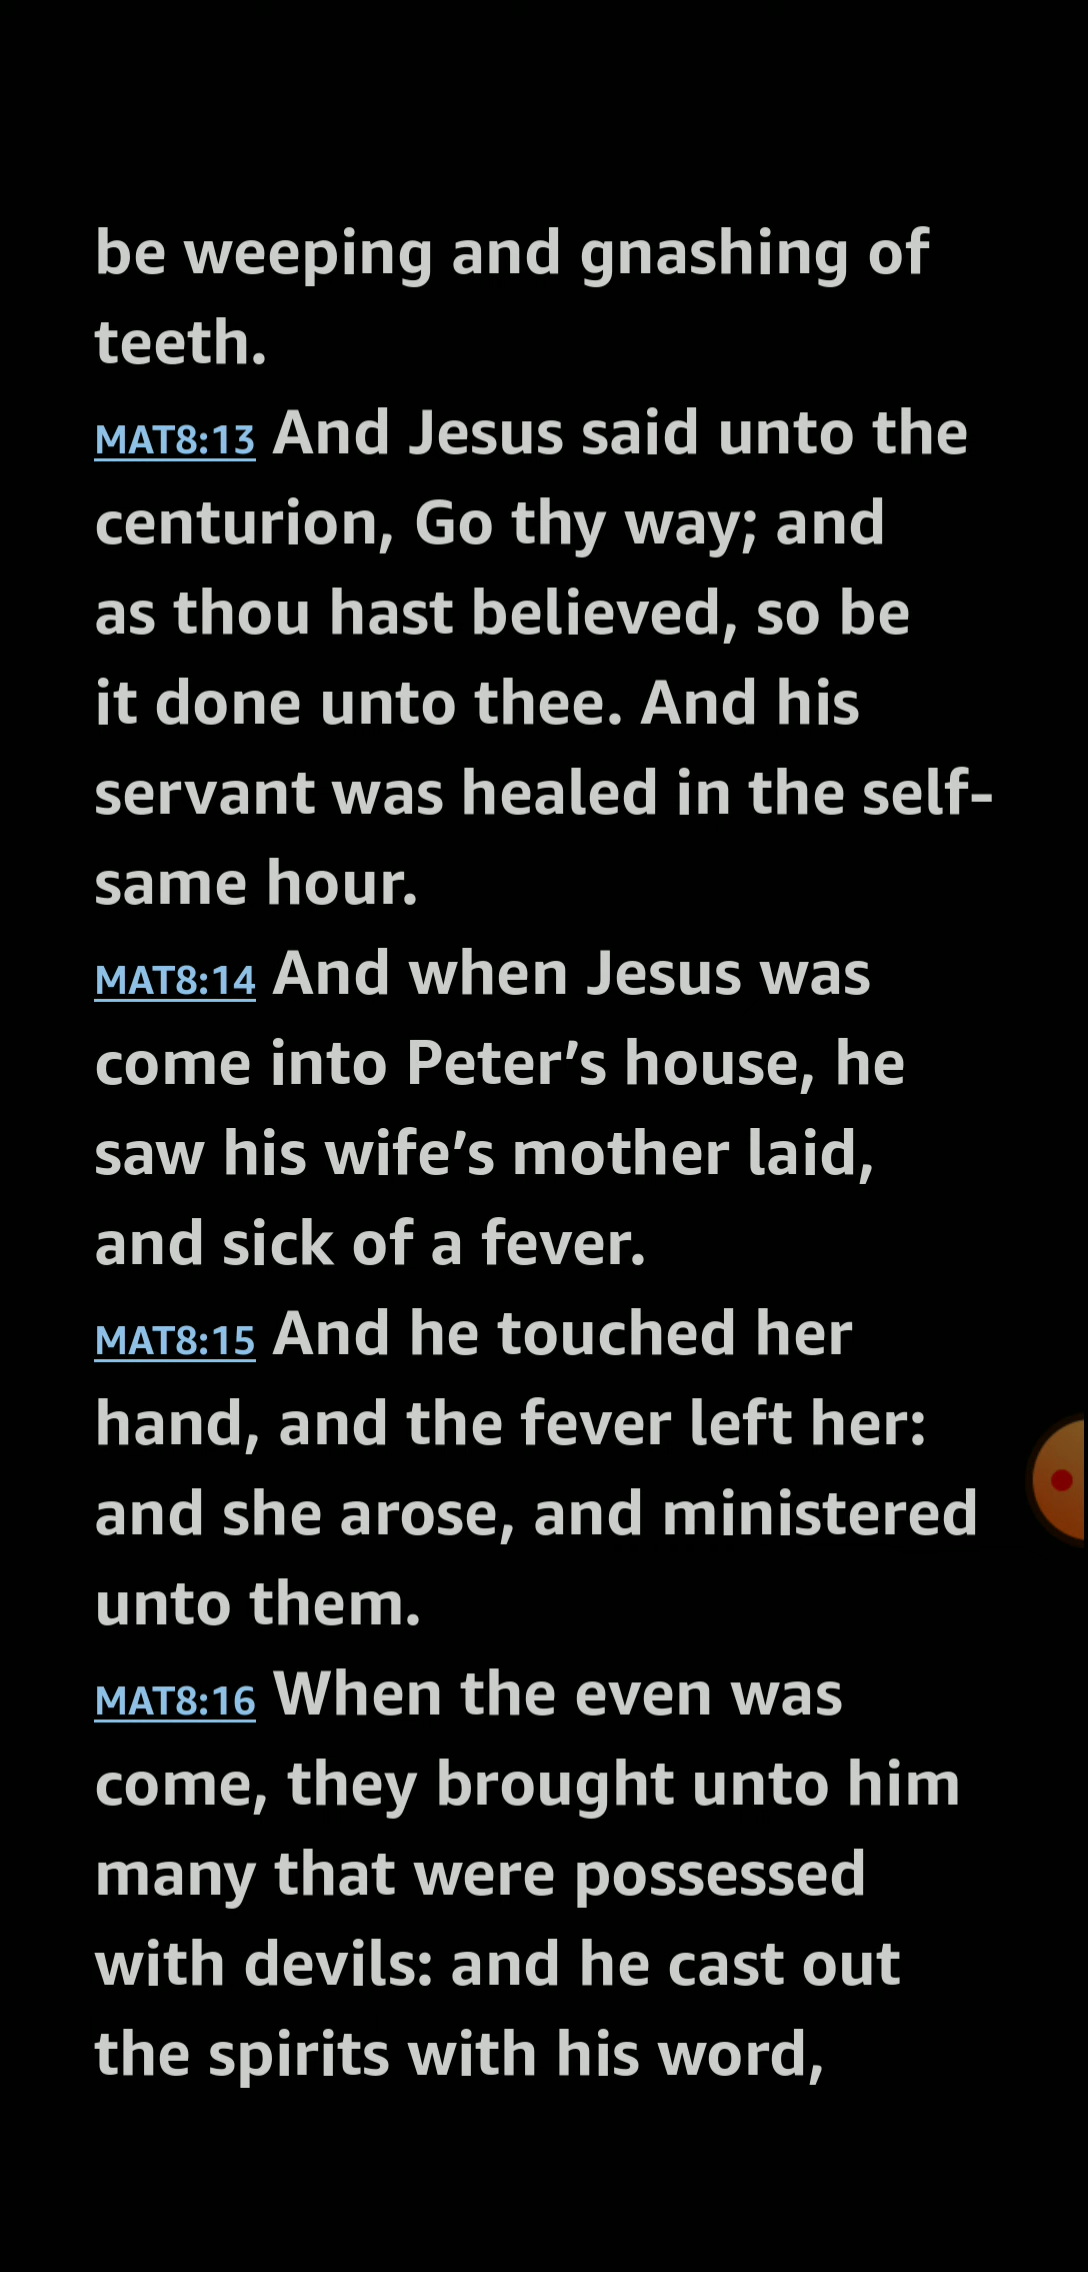 be weeping and gnashing of
teeth.
MAT8:13 And Jesus said unto the
centurion, Go thy way; and
as thou hast believed, so be
it done unto thee. And his
servant was healed in the self-
same hour.
MAT8:14 And when Jesus was
come into Peter’s house, he
saw his wife’s mother laid,
and sick of a fever.
MAT8:15 And he touched her
hand, and the fever left her:
and she arose, and ministered
unto them.
MAT8:16 When the even was
come, they brought unto him
many that were possessed
with devils: and he cast out
the spirits with his word,